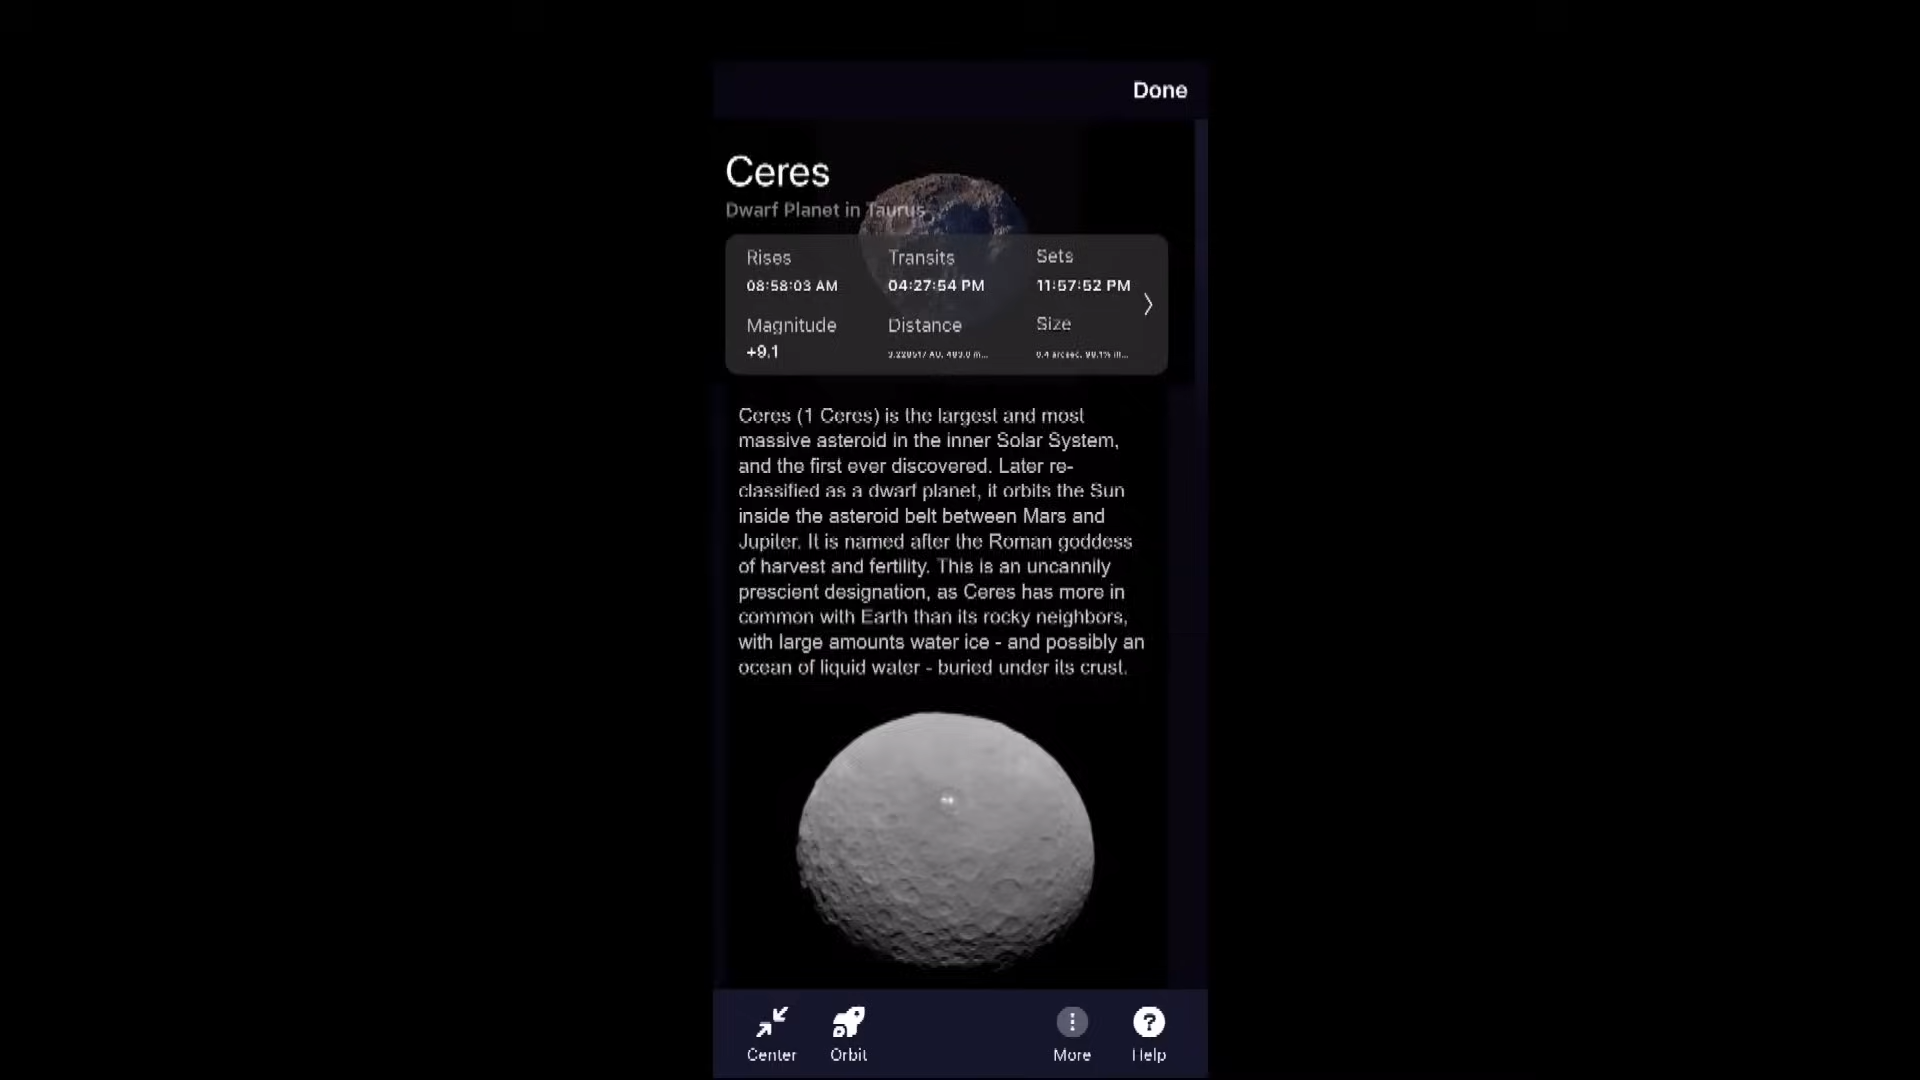 Done
Ceres
Dwarf Planet in Taurus
Rises Transits Sets
08:58:03 AM 04:27:54 PM 11:57:52 PM
Magnitude Distance Size
+9.1
Ceres (1 Ceres) is the largest and most
massive asteroid in the inner Solar System,
and the first ever discovered. Later re-
classified as a dwarf planet, it orbits the Sun
inside the asteroid belt between Mars and
Jupiter. It is named after the Roman goddess
of harvest and fertility. This is an uncannily
prescient designation, as Ceres has more in
common with Earth than its rocky neighbors,
with large amounts water ice - and possibly an
ocean of liquid water - buried under its crust.
Center Orbit More Help